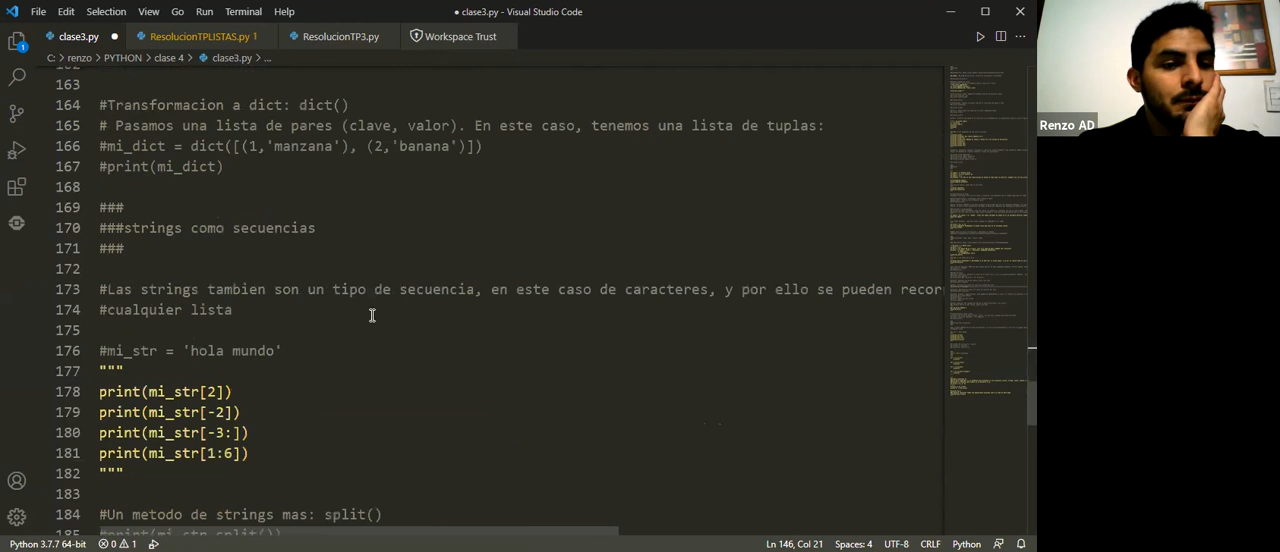 File Edit Selection View Go Run Terminal Help
● clase3.py - Visual Studio Code
clase3.py ResolucionTPLISTAS.py 1 ResolucionTP3.py Workspace Trust
C: > renzo > PYTHON > clase 4 > clase3.py > ...
163
164 #Transformacion a dict: dict()
165 # Pasamos una lista de pares (clave, valor). En este caso, tenemos una lista de tuplas:
166 #mi_dict = dict([(1,'manzana'), (2,'banana')])
167 #print(mi_dict)
168
169 ###
170 ###strings como secuencias
171 ###
172
173 #Las strings tambien son un tipo de secuencia, en este caso de caracteres, y por ello se pueden recor
174 #cualquier lista
175
176 #mi_str = 'hola mundo'
177 """
178 print(mi_str[2])
179 print(mi_str[-2])
180 print(mi_str[-3:])
181 print(mi_str[1:6])
182 """
183
184 #Un metodo de strings mas: split()
185 #print(mi_str.split())
Python 3.7.7 64-bit 0 1 Ln 146, Col 21 Spaces: 4 UTF-8 CRLF Python
1
Renzo AD